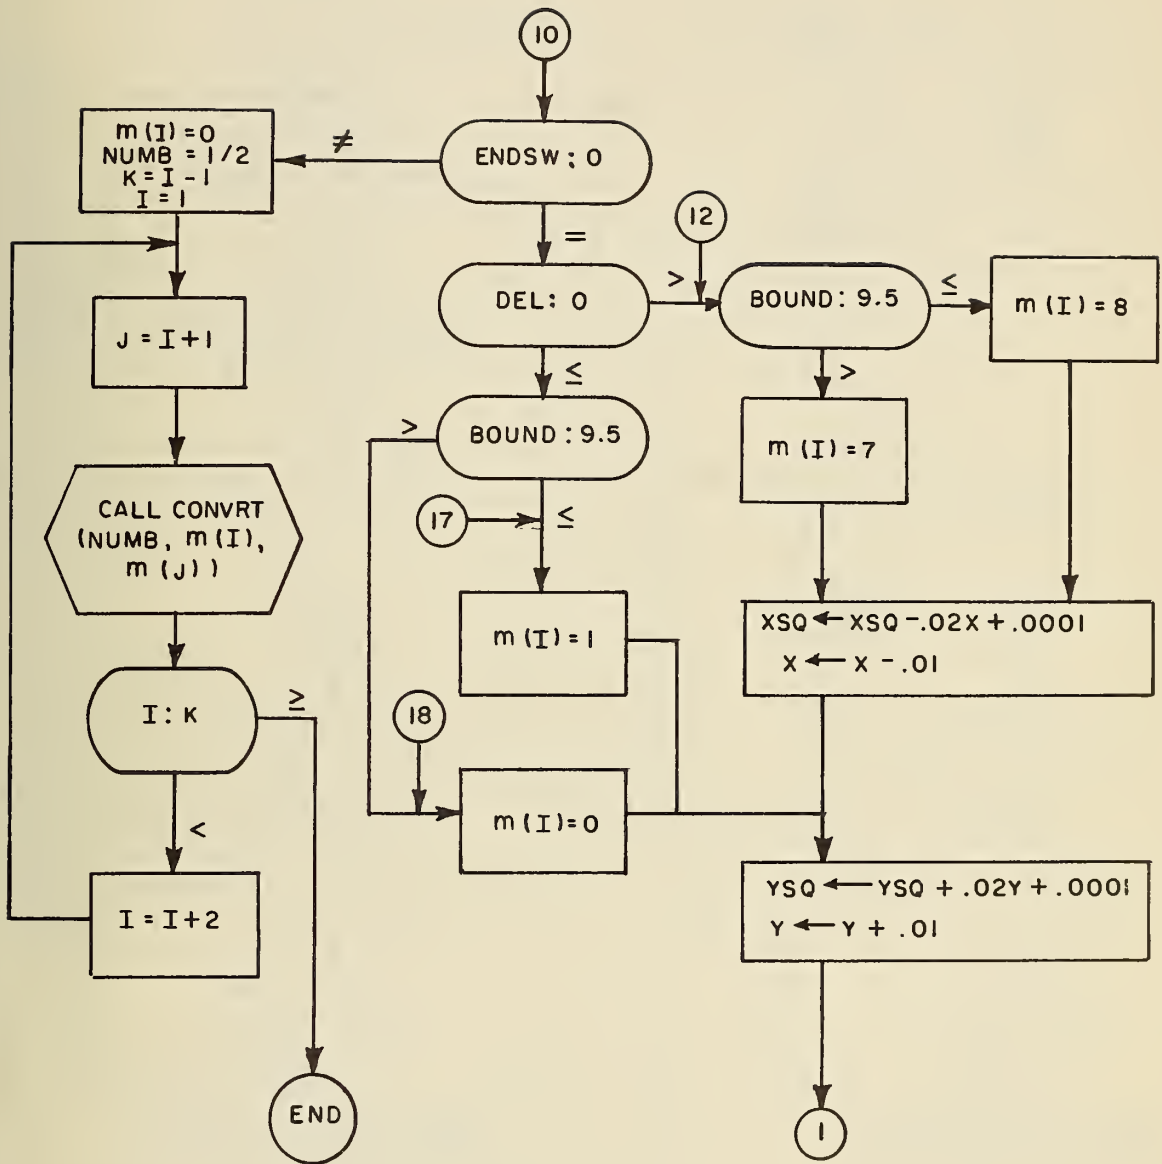 10
m(I)=0
NUMB = 1/2
K=I-1
I=1
≠
ENDSW: 0
=
12
DEL: 0
>
BOUND: 9.5
≤
m(I)=8
J = I+1
≤
>
>
BOUND: 9.5
m(I)=7
CALL CONVRT
(NUMB, m(I),
m(J))
17
≤
m(I)=1
XSQ ← XSQ -.02X + .0001
X ← X -.01
I: K
≥
18
m(I)=0
<
YSQ ← YSQ + .02Y + .0001
Y ← Y + .01
I = I+2
END
1